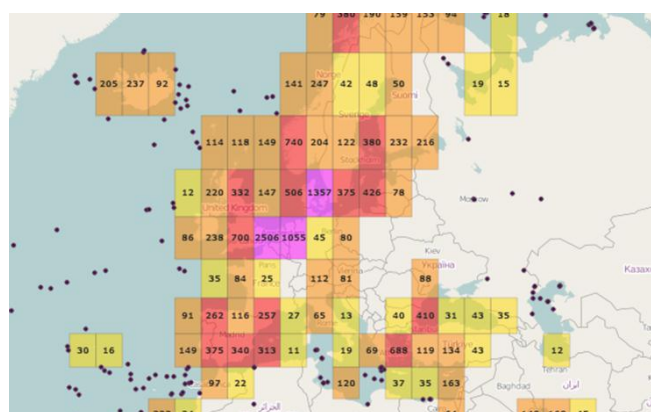 79 380 190 159 153 94 18
205 237 92 141 247 42 48 50 19 15
Norge
Suomi
Sverige
114 118 149 740 204 122 380 232 216
Stockholm
12 220 332 147 506 1357 375 426 78
Moscow
United Kingdom
86 238 700 2506 1055 45 80
Kiev
Paris
Україна
Казахс
35 84 25 112 81 88
France
Vienna
91 262 116 257 27 65 13 40 410 31 43 35
Rome
Madrid
Türkiye
30 16 149 375 340 313 11 19 69 688 119 134 43 12
Tehran
97 22 120 37 35 163
Baghdad
ایران
الجزائر